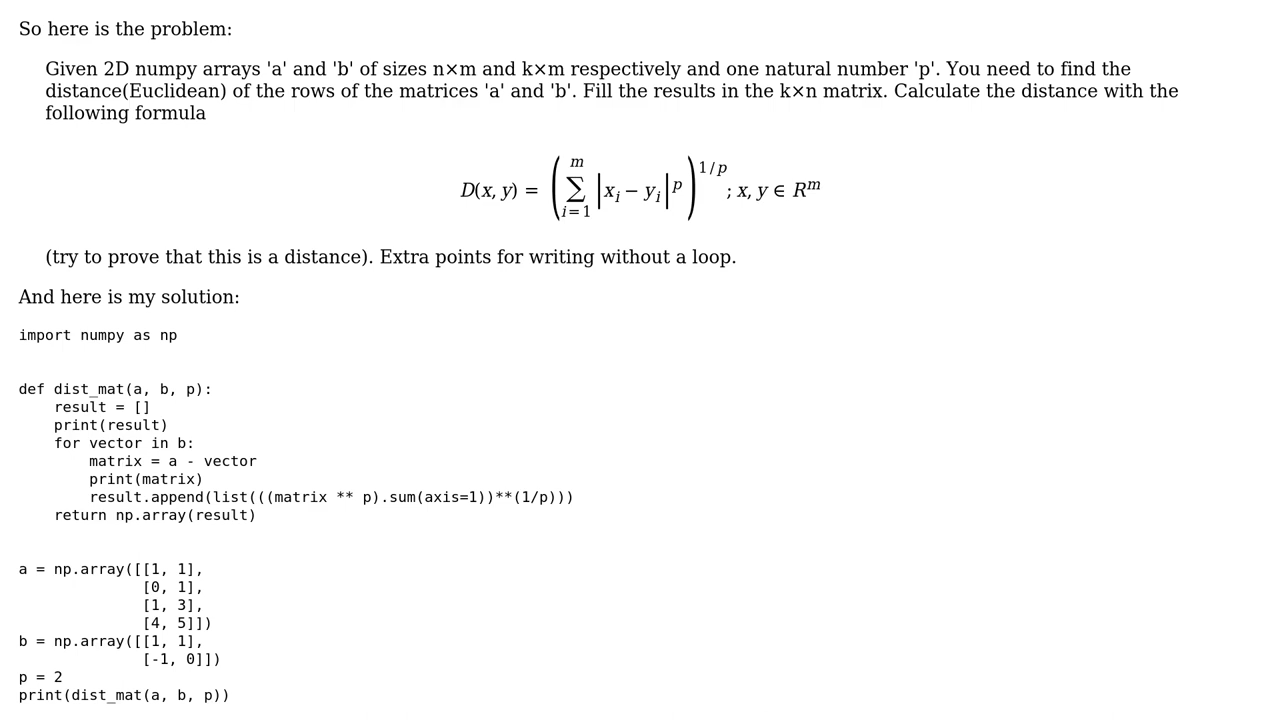 So here is the problem:
Given 2D numpy arrays 'a' and 'b' of sizes n×m and k×m respectively and one natural number 'p'. You need to find the
distance(Euclidean) of the rows of the matrices 'a' and 'b'. Fill the results in the k×n matrix. Calculate the distance with the
following formula
D(x, y) = (∑_{i=1}^{m} |x_i − y_i|^p)^{1/p}; x, y ∈ R^m
(try to prove that this is a distance). Extra points for writing without a loop.
And here is my solution:
import numpy as np
def dist_mat(a, b, p):
    result = []
    print(result)
    for vector in b:
        matrix = a - vector
        print(matrix)
        result.append(list(((matrix ** p).sum(axis=1))**(1/p)))
    return np.array(result)
a = np.array([[1, 1],
              [0, 1],
              [1, 3],
              [4, 5]])
b = np.array([[1, 1],
              [-1, 0]])
p = 2
print(dist_mat(a, b, p))